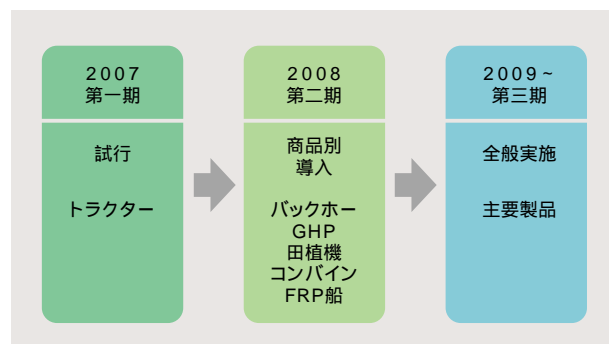 2007
第一期
試行
トラクター
2008
第二期
商品別
導入
バックホー
GHP
田植機
コンバイン
FRP船
2009~
第三期
全般実施
主要製品